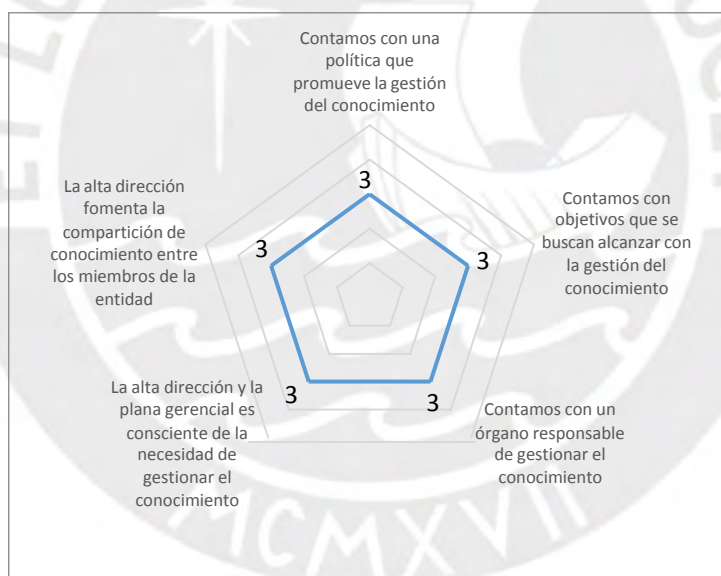 Contamos con una
política que
promueve la gestión
del conocimiento
3
La alta dirección
fomenta la
compartición de
conocimiento entre
los miembros de la
entidad
3
3
Contamos con
objetivos que se
buscan alcanzar con
la gestión del
conocimiento
La alta dirección y la
plana gerencial es
consciente de la
necesidad de
gestionar el
conocimiento
3
3
Contamos con un
órgano responsable
de gestionar el
conocimiento
MCMXVII